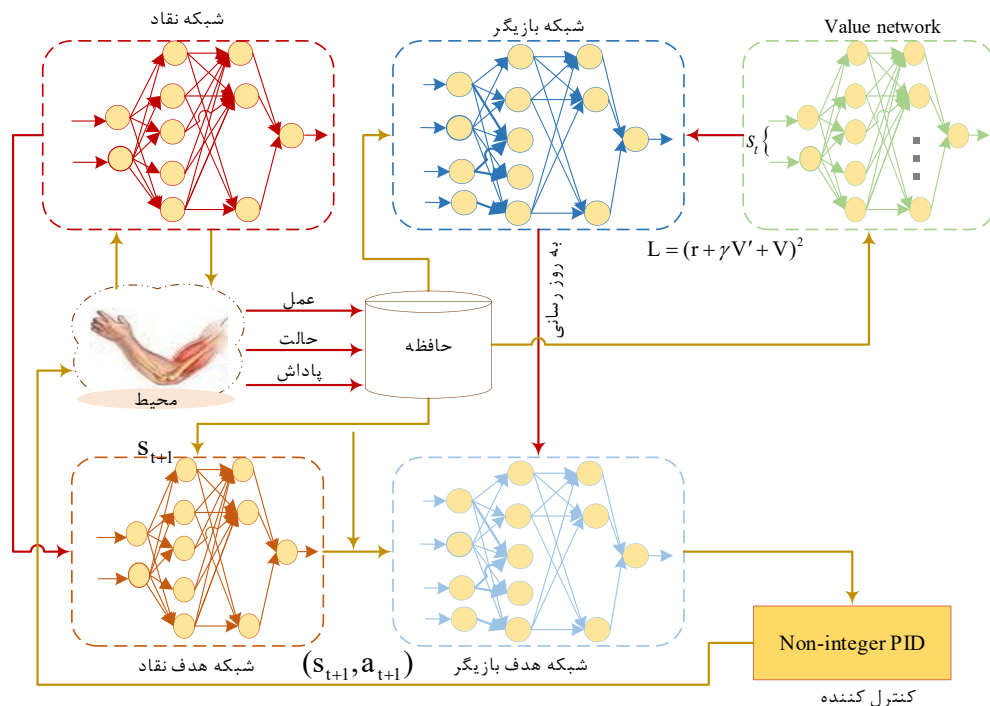 شبکه نقاد
شبکه بازیگر
Value network
s_t{
L = (r + γV′ + V)²
به روز رسانی
عمل
حالت
پاداش
حافظه
محیط
s_{t+1}
شبکه هدف نقاد
(s_{t+1}, a_{t+1})
شبکه هدف بازیگر
Non-integer PID
کنترل کننده